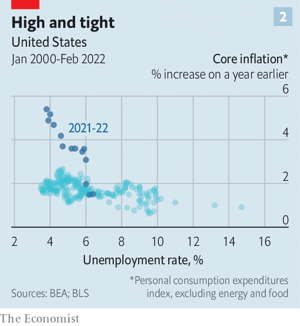 High and tight
2
United States
Jan 2000-Feb 2022
Core inflation*
% increase on a year earlier
6
2021-22
4
2
0
2 4 6 8 10 12 14 16
Unemployment rate, %
*Personal consumption expenditures
index, excluding energy and food
Sources: BEA; BLS
The Economist